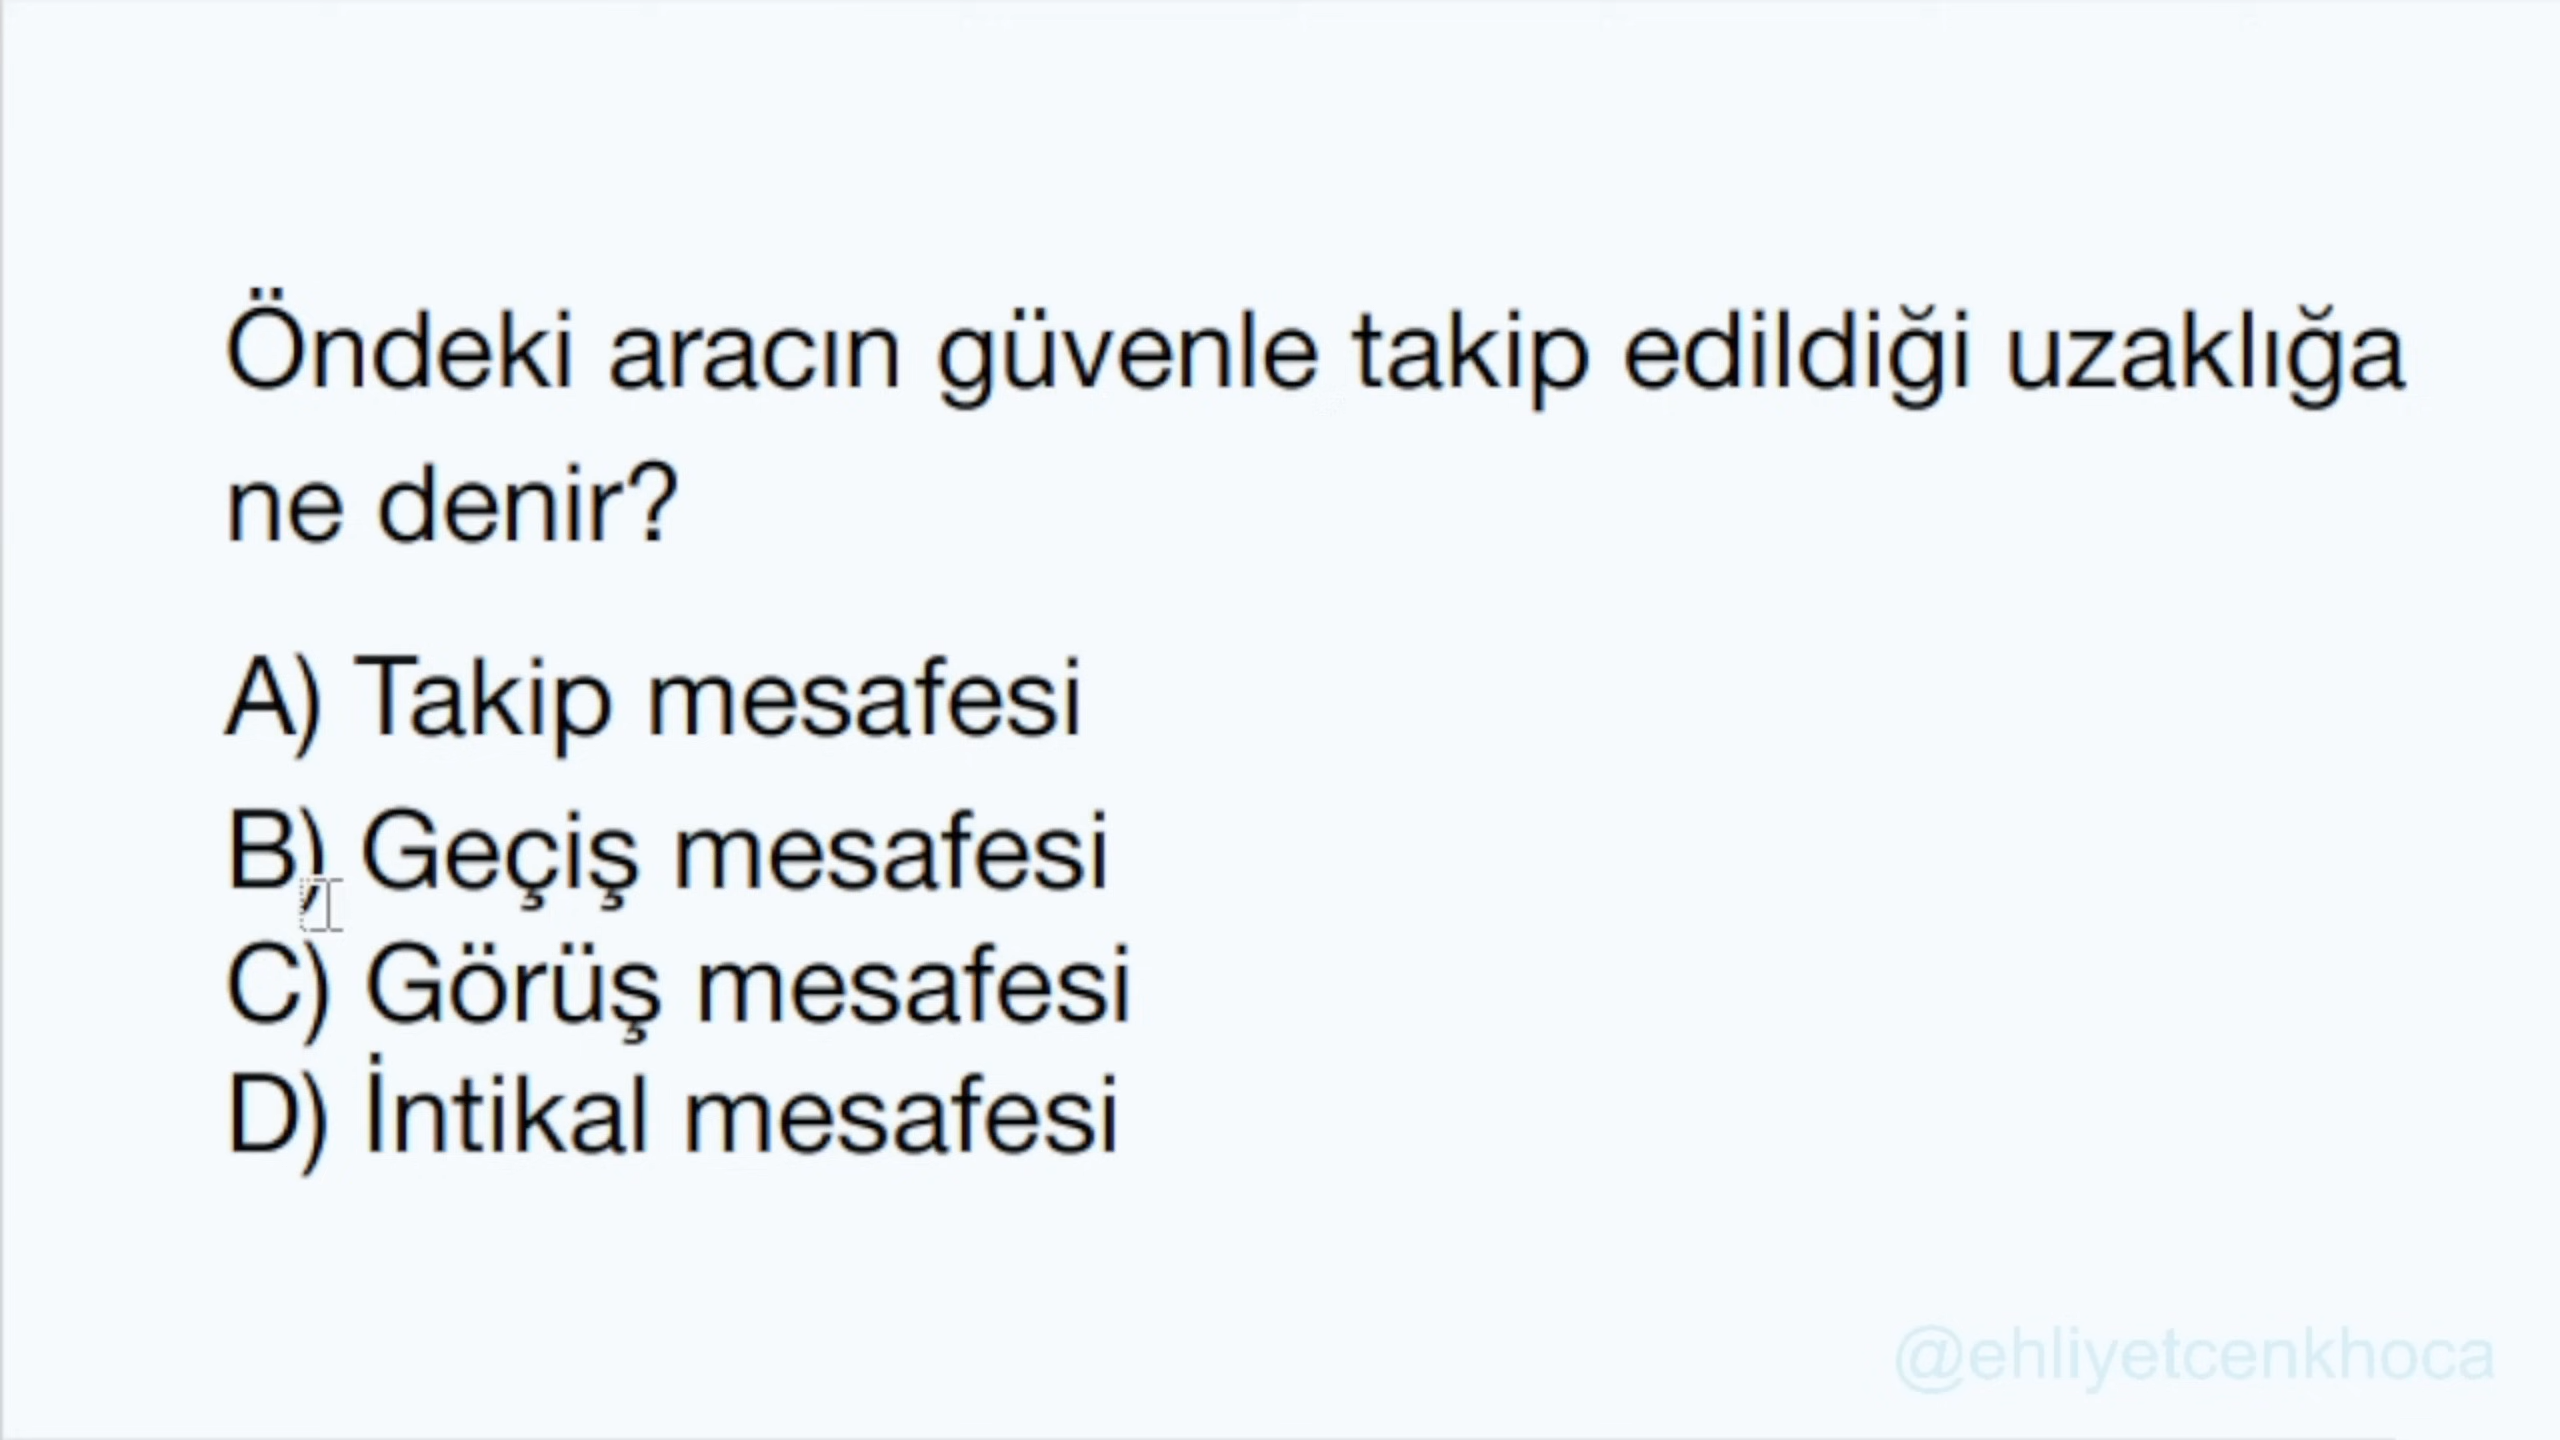 Öndeki aracın güvenle takip edildiği uzaklığa
ne denir?
A) Takip mesafesi
B) Geçiş mesafesi
C) Görüş mesafesi
D) İntikal mesafesi
@ehliyetcenkhoca